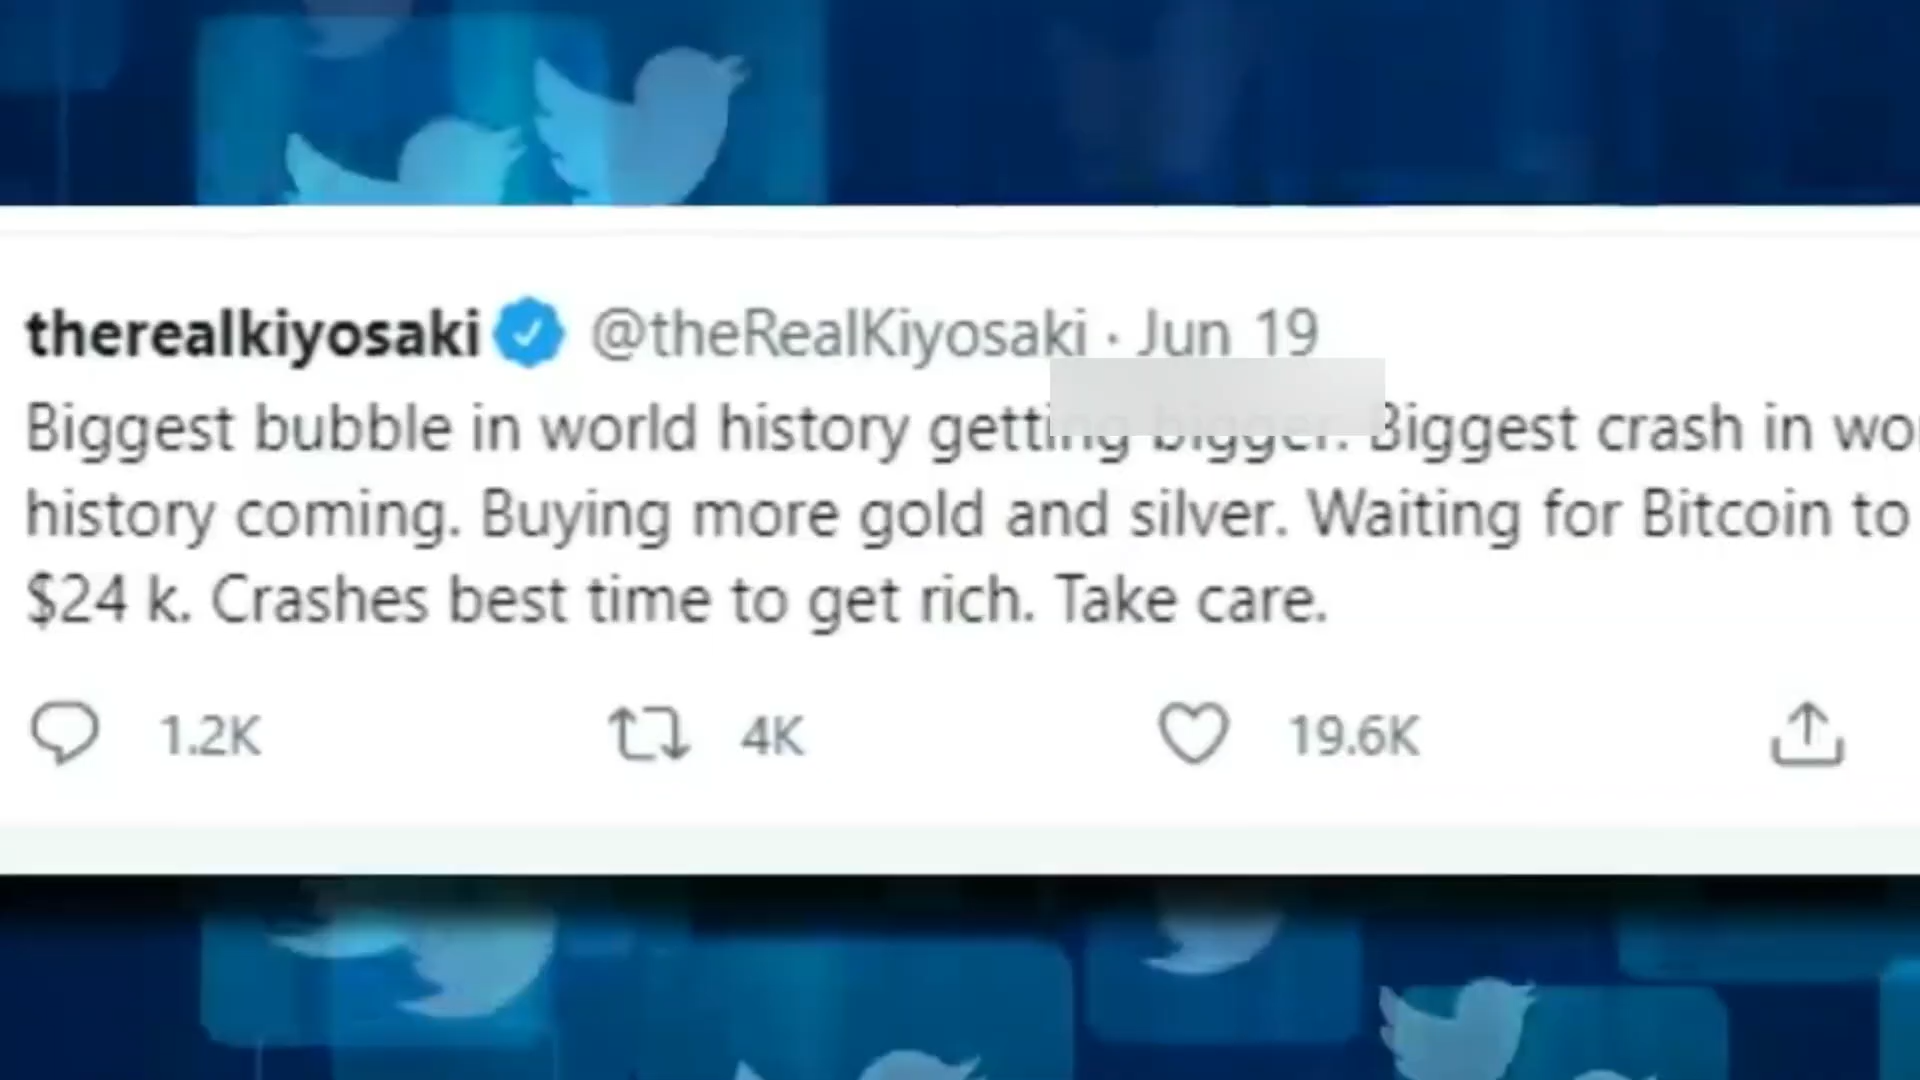 therealkiyosaki @theRealKiyosaki · Jun 19
Biggest bubble in world history getting bigger. Biggest crash in
history coming. Buying more gold and silver. Waiting for Bitcoin to
$24 k. Crashes best time to get rich. Take care.
1.2K 4K 19.6K